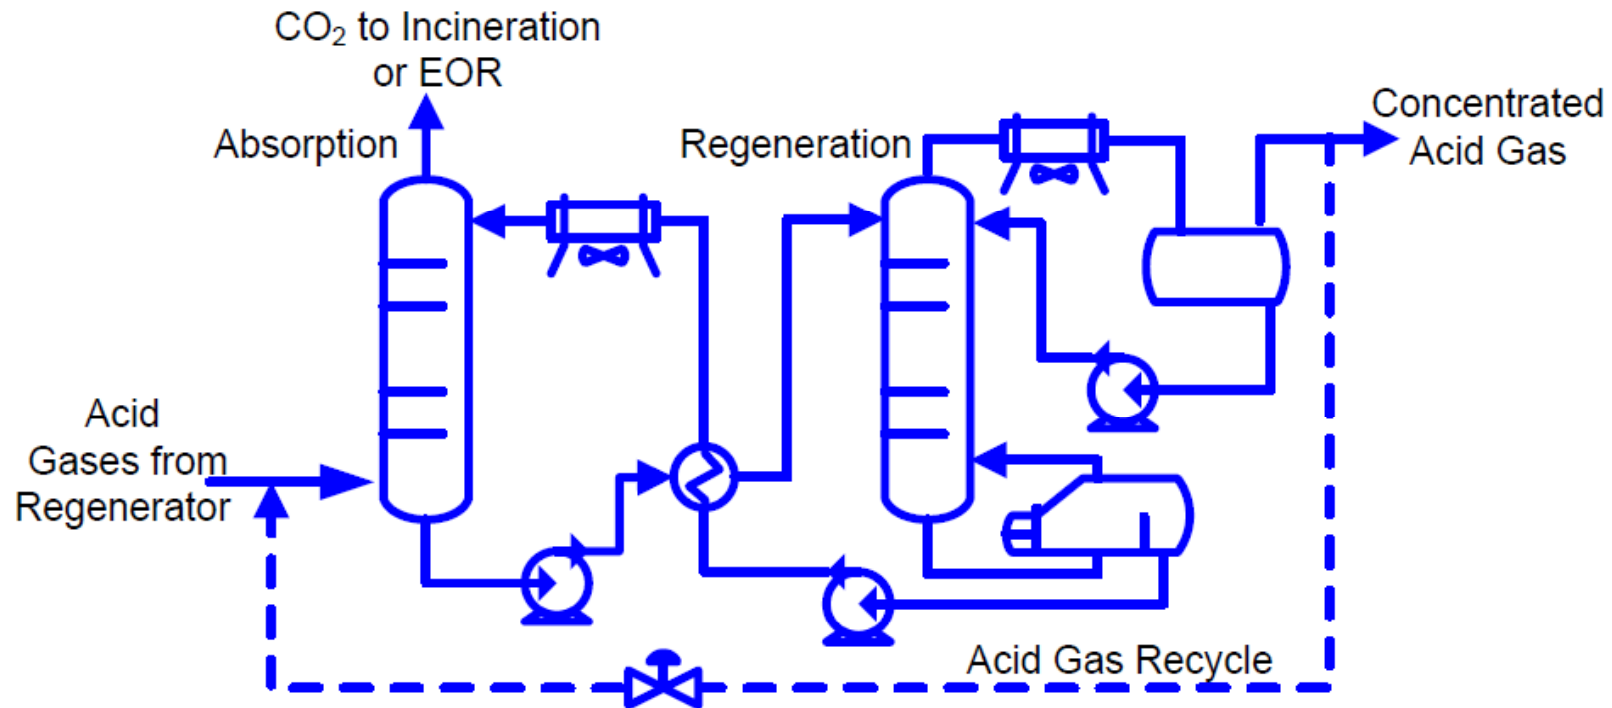 CO₂ to Incineration
or EOR
Absorption
Regeneration
Concentrated
Acid Gas
Acid
Gases from
Regenerator
Acid Gas Recycle